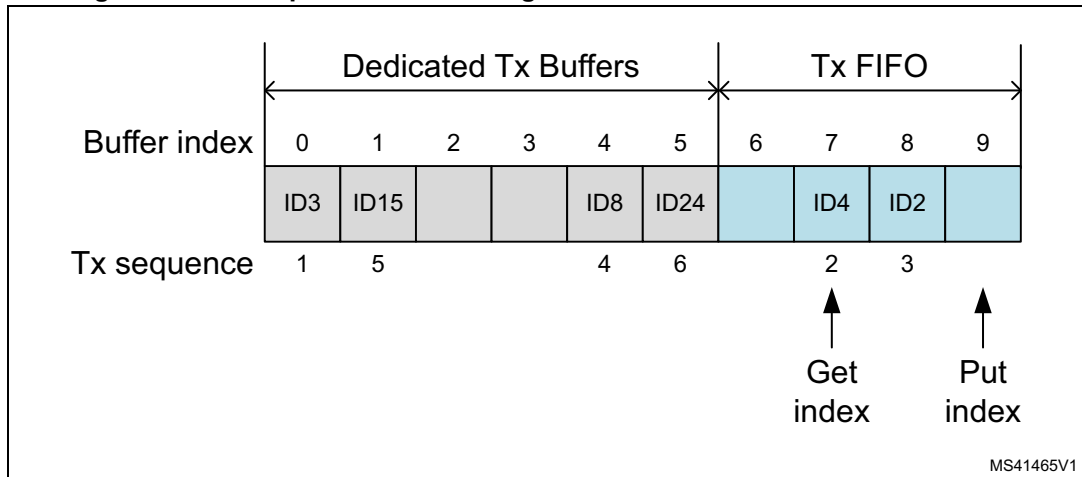 Dedicated Tx Buffers Tx FIFO
Buffer index 0 1 2 3 4 5 6 7 8 9
ID3 ID15 ID8 ID24 ID4 ID2
Tx sequence 1 5 4 6 2 3
Get index
Put index
MS41465V1